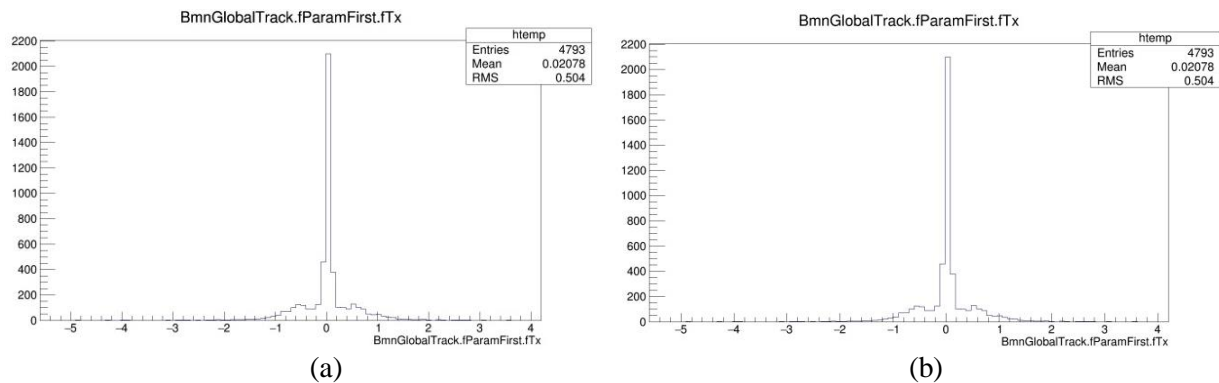 BmnGlobalTrack.fParamFirst.fTx
htemp
Entries 4793
Mean 0.02078
RMS 0.504
2200
2000
1800
1600
1400
1200
1000
800
600
400
200
0
−5 −4 −3 −2 −1 0 1 2 3 4
BmnGlobalTrack.fParamFirst.fTx
(a)
BmnGlobalTrack.fParamFirst.fTx
htemp
Entries 4793
Mean 0.02078
RMS 0.504
2200
2000
1800
1600
1400
1200
1000
800
600
400
200
0
−5 −4 −3 −2 −1 0 1 2 3 4
BmnGlobalTrack.fParamFirst.fTx
(b)